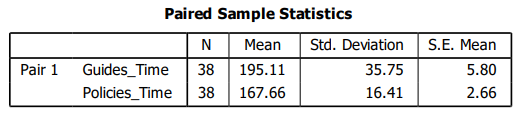 Paired Sample Statistics
N Mean Std. Deviation S.E. Mean
Pair 1 Guides_Time 38 195.11 35.75 5.80
Policies_Time 38 167.66 16.41 2.66